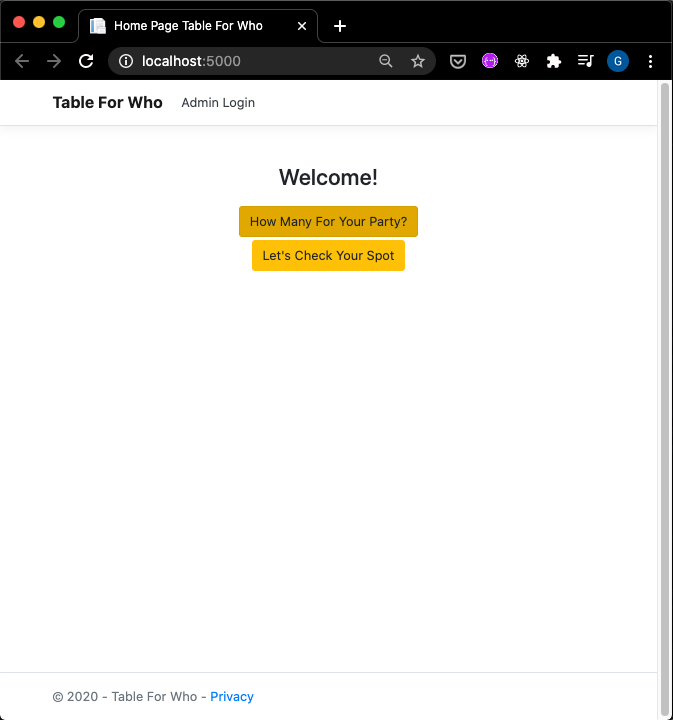 Home Page Table For Who
localhost:5000
G
Table For Who Admin Login
Welcome!
How Many For Your Party?
Let's Check Your Spot
© 2020 - Table For Who - Privacy